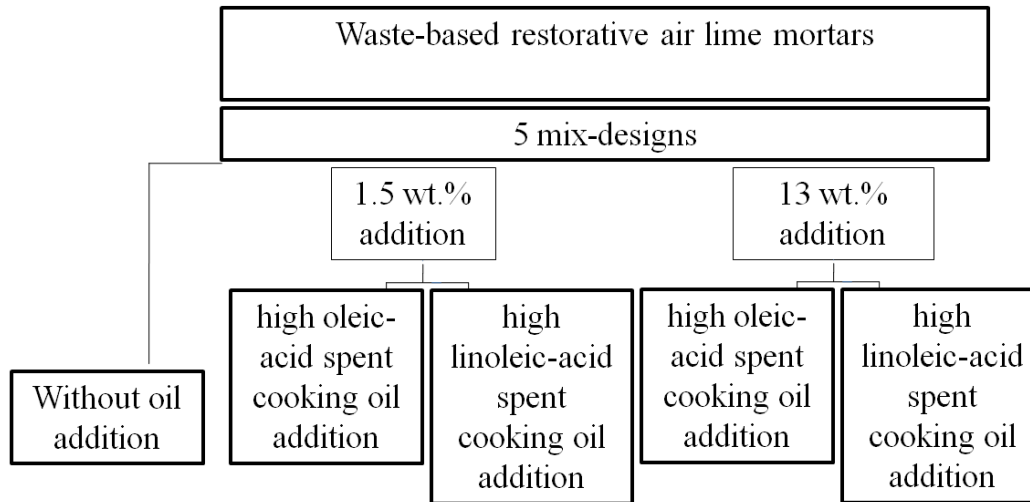 Waste-based restorative air lime mortars
5 mix-designs
1.5 wt.%
addition
13 wt.%
addition
Without oil
addition
high oleic-
acid spent
cooking oil
addition
high
linoleic-acid
spent
cooking oil
addition
high oleic-
acid spent
cooking oil
addition
high
linoleic-acid
spent
cooking oil
addition